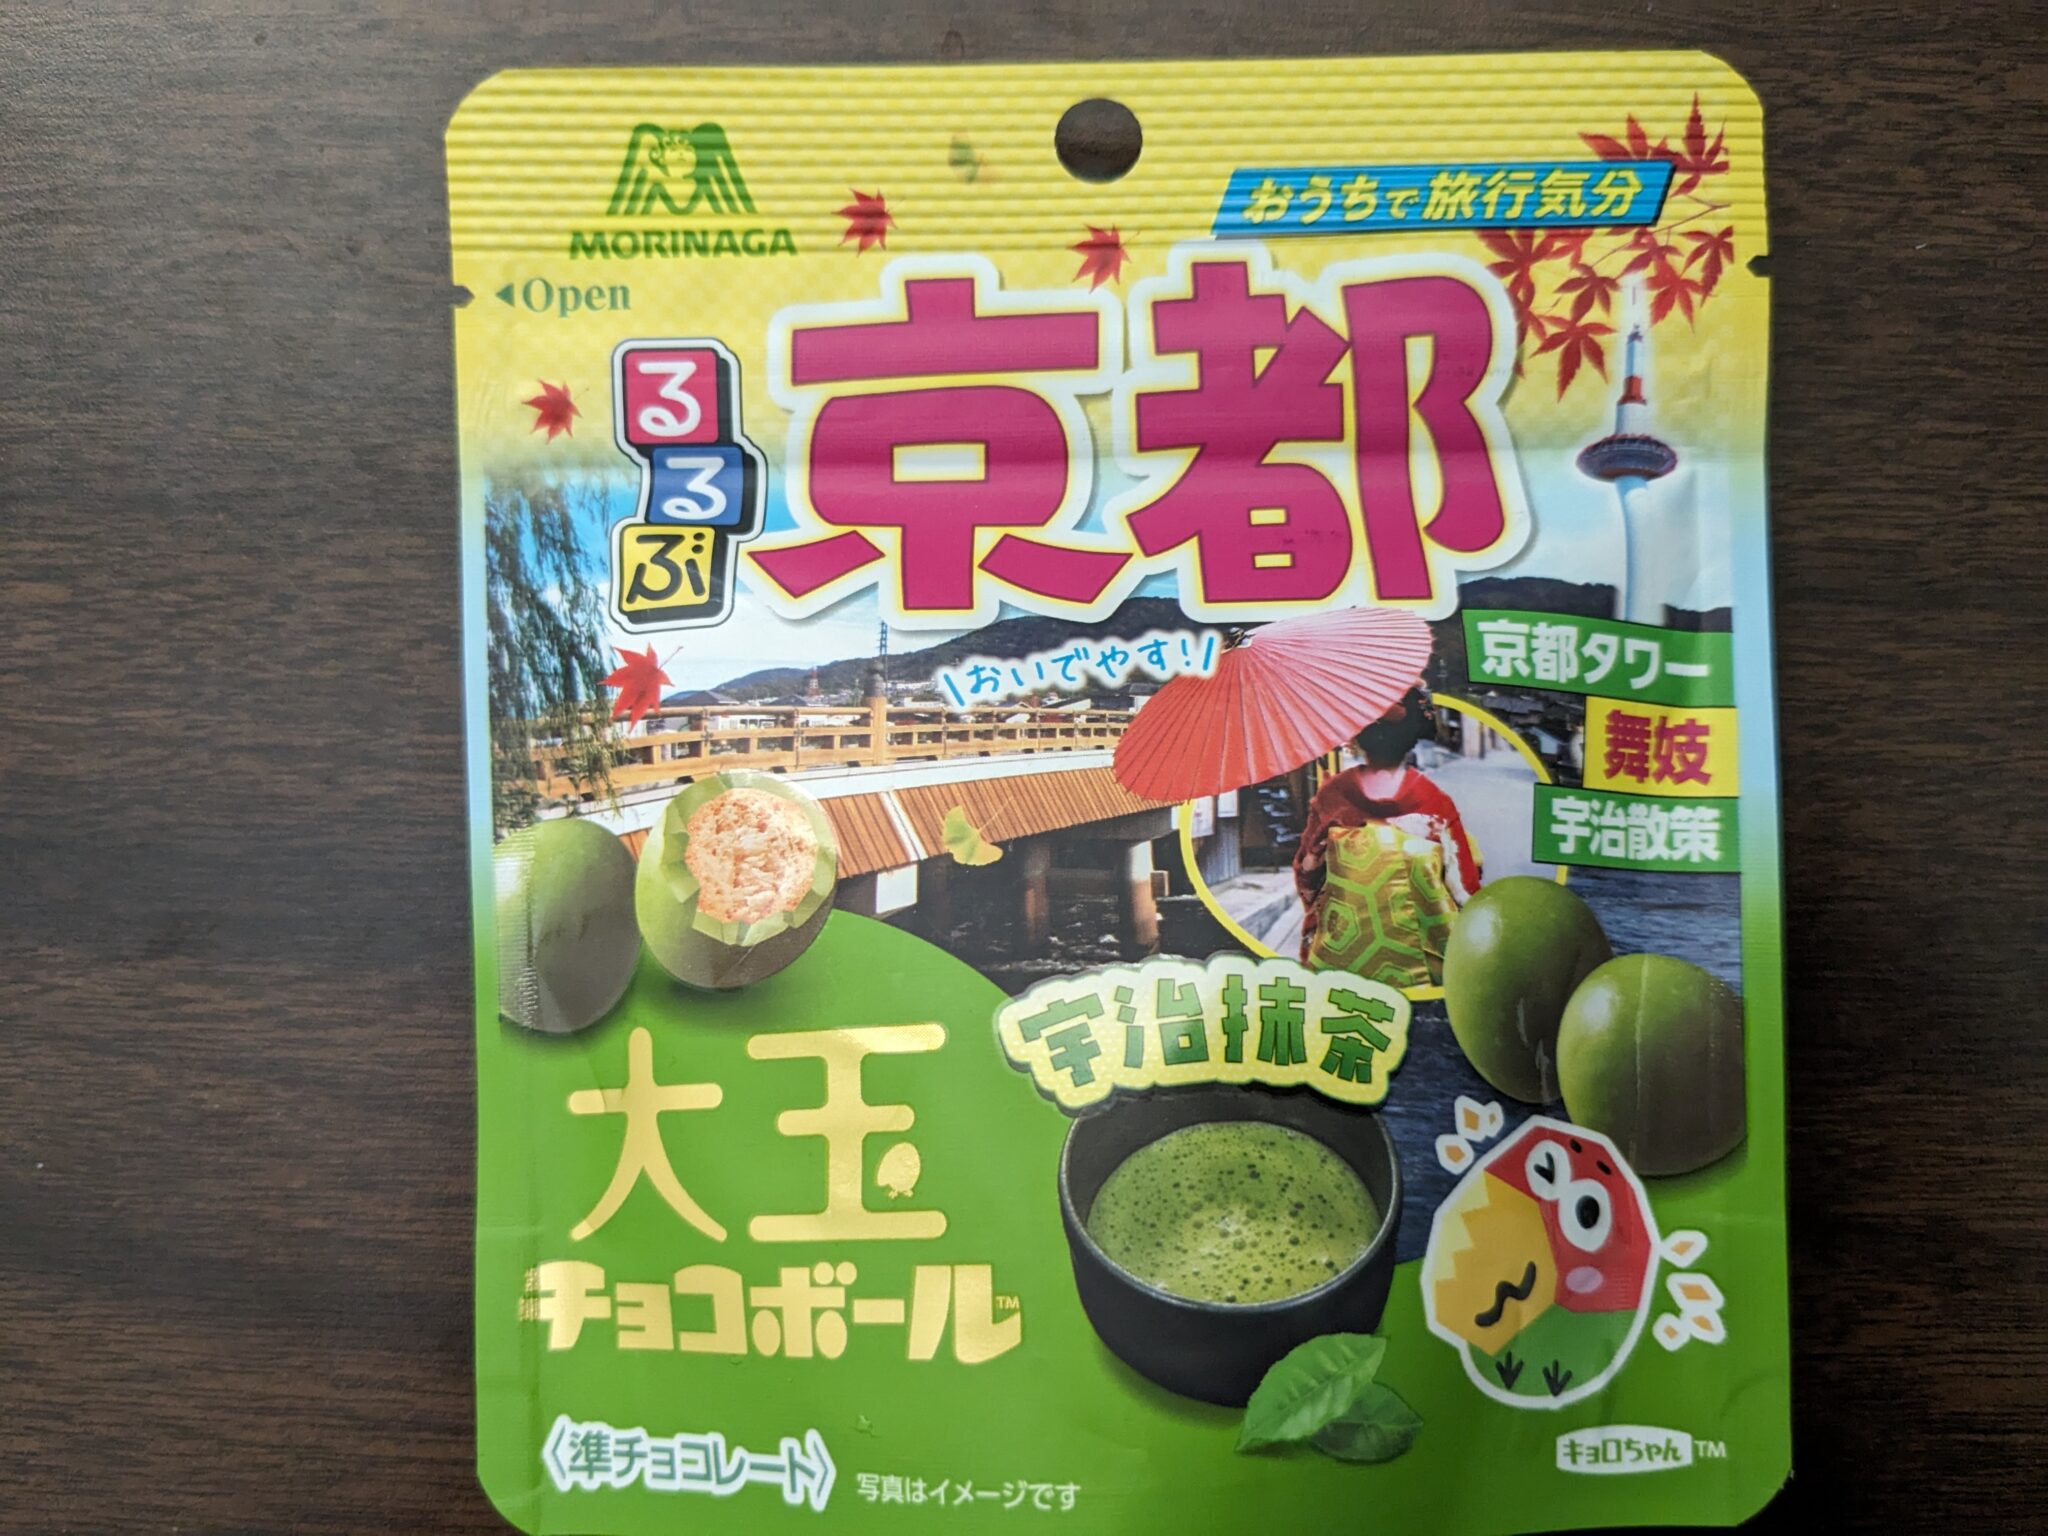 MORINAGA
おうちで旅行気分
Open
るるぶ
京都
おいでやす!
京都タワー
舞妓
宇治散策
宇治抹茶
大玉
チョコボール™
〈準チョコレート〉
写真はイメージです
キョロちゃん™